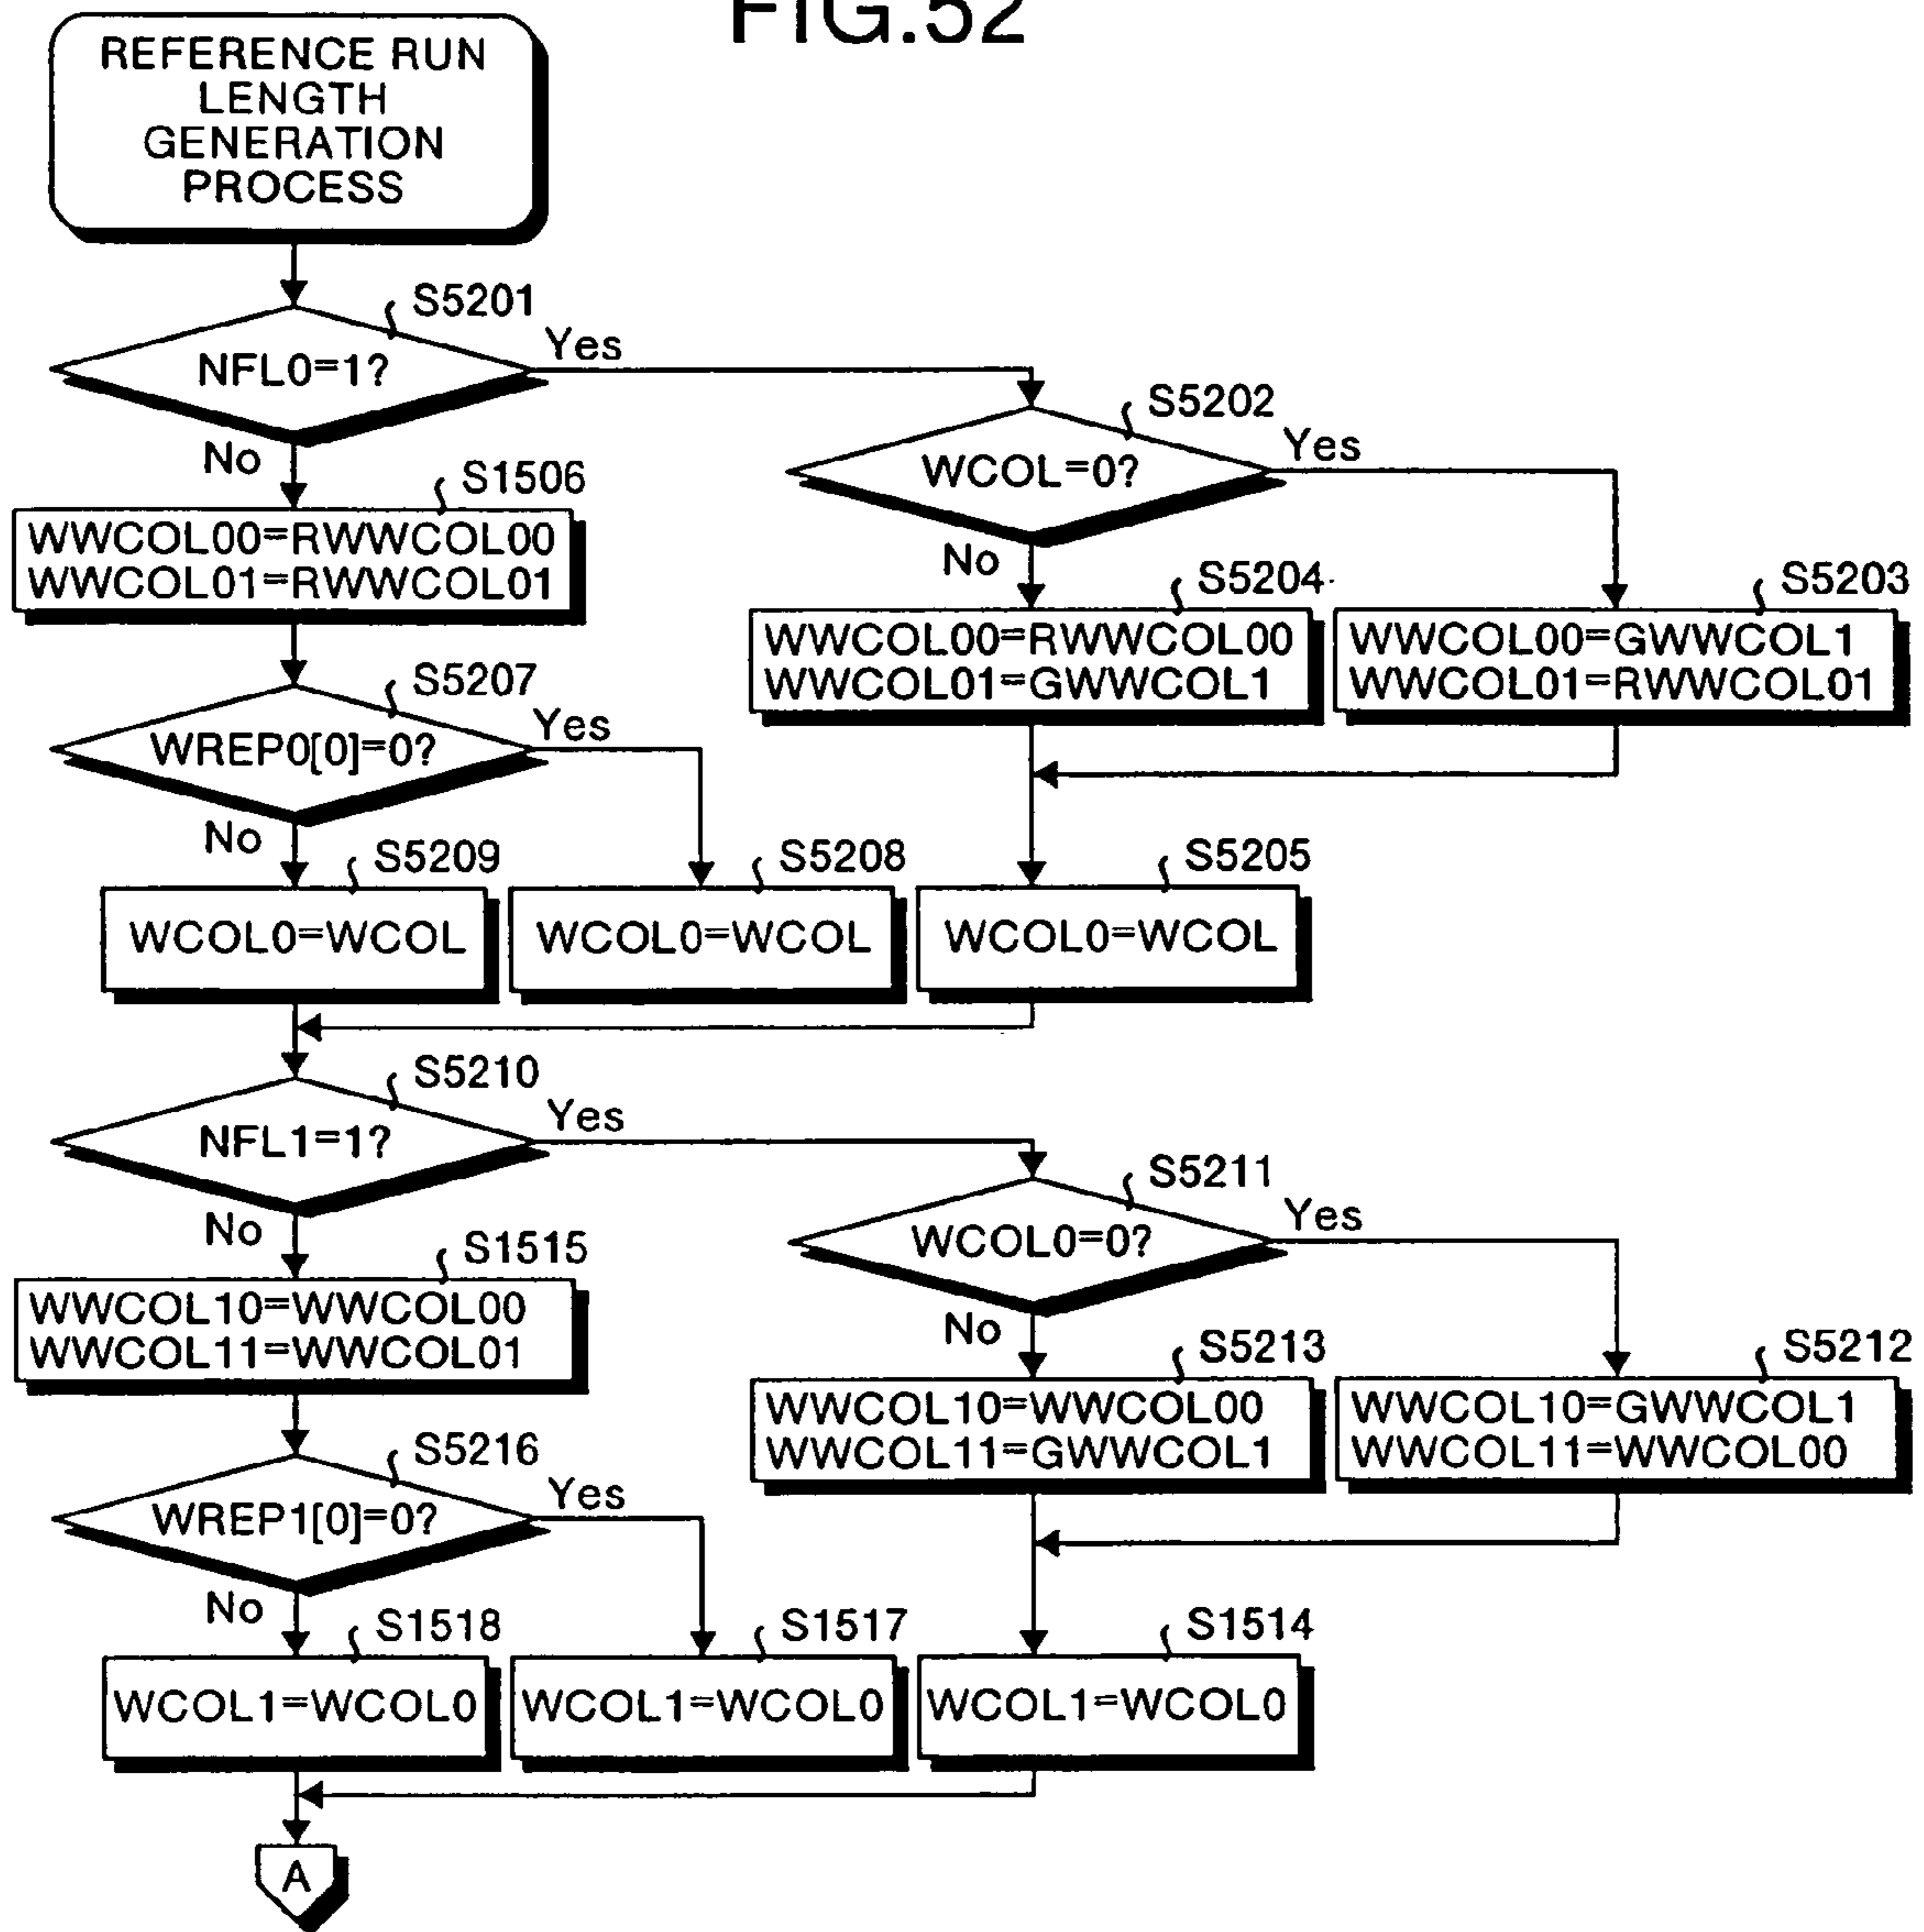 FIG.52
REFERENCE RUN
LENGTH
GENERATION
PROCESS
S5201
NFL0=1?
Yes
No
S5202
WCOL=0?
Yes
No
S1506
WWCOL00=RWWCOL00
WWCOL01=RWWCOL01
S5204
WWCOL00=RWWCOL00
WWCOL01=GWWCOL1
S5203
WWCOL00=GWWCOL1
WWCOL01=RWWCOL01
S5207
WREP0[0]=0?
Yes
No
S5209
WCOL0=WCOL
S5208
WCOL0=WCOL
S5205
WCOL0=WCOL
S5210
NFL1=1?
Yes
No
S5211
WCOL0=0?
Yes
No
S1515
WWCOL10=WWCOL00
WWCOL11=WWCOL01
S5213
WWCOL10=WWCOL00
WWCOL11=GWWCOL1
S5212
WWCOL10=GWWCOL1
WWCOL11=WWCOL00
S5216
WREP1[0]=0?
Yes
No
S1518
WCOL1=WCOL0
S1517
WCOL1=WCOL0
S1514
WCOL1=WCOL0
A